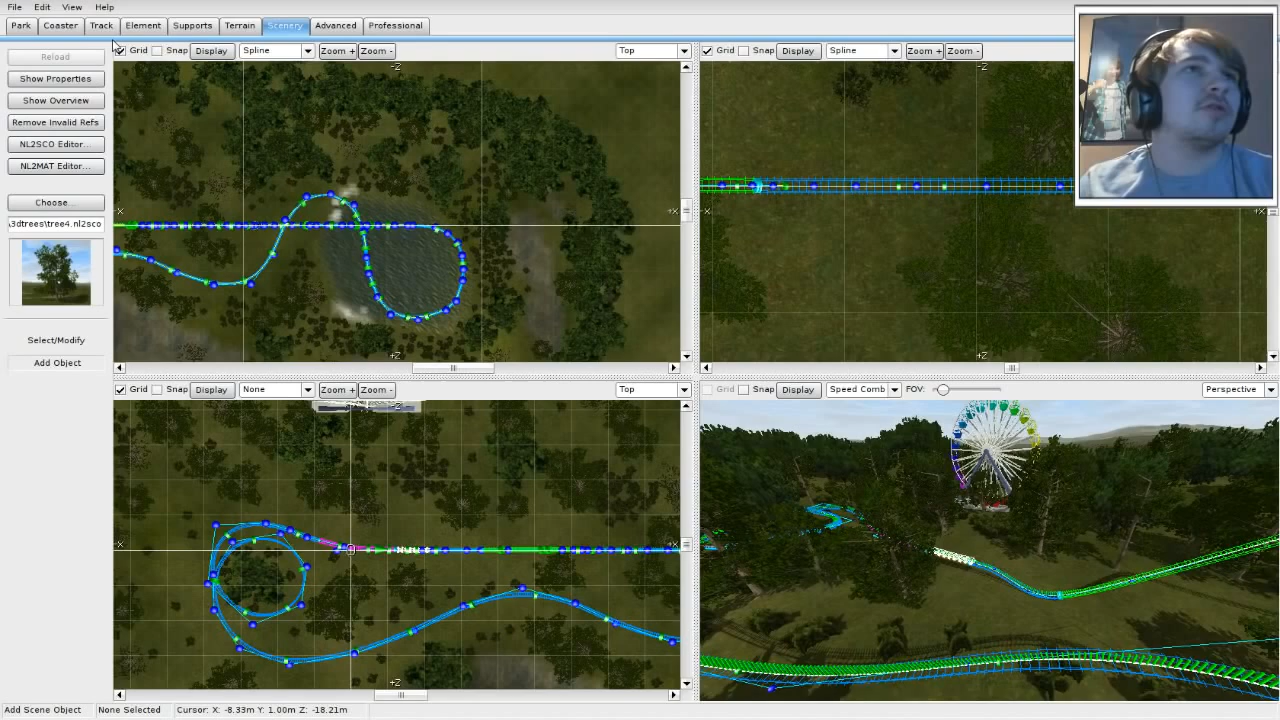 File Edit View Help
Park Coaster Track Element Supports Terrain Scenery Advanced Professional
Reload
Show Properties
Show Overview
Remove Invalid Refs
NL2SCO Editor...
NL2MAT Editor...
Choose...
\3dtrees\tree4.nl2sco
Select/Modify
Add Object
Grid Snap Display Spline Zoom + Zoom - Top
-Z
-X +X
+Z
Grid Snap Display Spline Zoom + Zoom -
-Z
-X +X
+Z
Grid Snap Display None Zoom + Zoom - Top
-Z
-X +X
+Z
Grid Snap Display Speed Comb FOV: Perspective
Add Scene Object None Selected Cursor: X: -8.33m Y: 1.00m Z: -18.21m